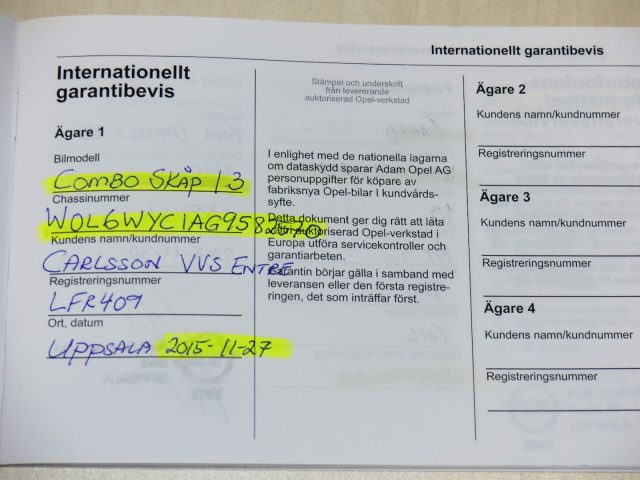 Internationellt garantibevis
Internationellt
garantibevis
Ägare 1
Bilmodell
COMBO SKÅP L3
Chassinummer
Kundens namn/kundnummer
CARLSSON VVS ENTRE
Registreringsnummer
LFR409
Ort, datum
UPPSALA 2015-11-27
Stämpel och underskrift
från levererande
auktoriserad Opel-verkstad
I enlighet med de nationella lagarna
om dataskydd sparar Adam Opel AG
personuppgifter för köpare av
fabriksnya Opel-bilar I kundvårds-
syfte.
Detta dokument ger dig rätt att låta
valfri auktoriserad Opel-verkstad i
Europa utföra servicekontroller och
garantiarbeten.
Garantin börjar gälla i samband med
leveransen eller den första registre-
ringen, det som inträffar först.
Ägare 2
Kundens namn/kundnummer
Registreringsnummer
Ägare 3
Kundens namn/kundnummer
Registreringsnummer
Ägare 4
Kundens namn/kundnummer
Registreringsnummer